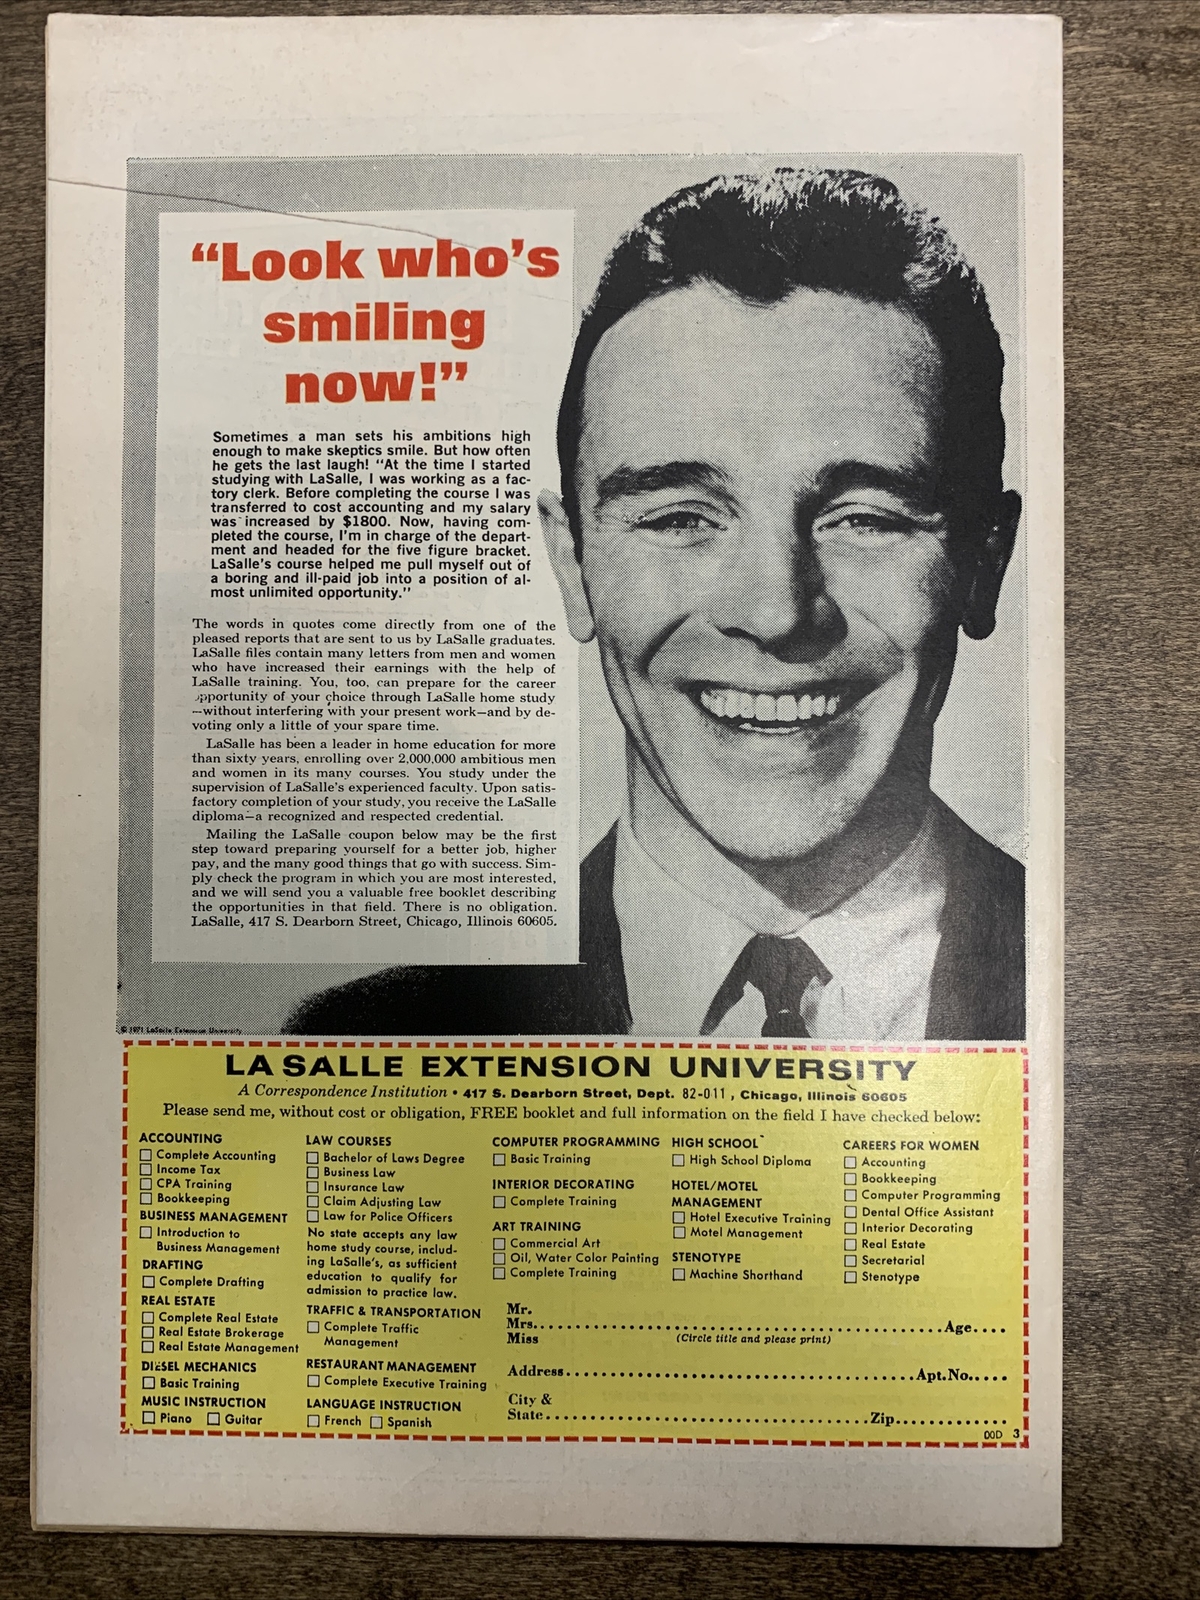 “Look who’s
smiling
now!”
Sometimes a man sets his ambitions high
enough to make skeptics smile. But how often
he gets the last laugh! “At the time I started
studying with LaSalle, I was working as a fac-
tory clerk. Before completing the course I was
transferred to cost accounting and my salary
was increased by $1800. Now, having com-
pleted the course, I’m in charge of the depart-
ment and headed for the five figure bracket.
LaSalle’s course helped me pull myself out of
a boring and ill-paid job into a position of al-
most unlimited opportunity.”
The words in quotes come directly from one of the
pleased reports that are sent to us by LaSalle graduates.
LaSalle files contain many letters from men and women
who have increased their earnings with the help of
LaSalle training. You, too, can prepare for the career
opportunity of your choice through LaSalle home study
—without interfering with your present work—and by de-
voting only a little of your spare time.
LaSalle has been a leader in home education for more
than sixty years, enrolling over 2,000,000 ambitious men
and women in its many courses. You study under the
supervision of LaSalle’s experienced faculty. Upon satis-
factory completion of your study, you receive the LaSalle
diploma—a recognized and respected credential.
Mailing the LaSalle coupon below may be the first
step toward preparing yourself for a better job, higher
pay, and the many good things that go with success. Sim-
ply check the program in which you are most interested,
and we will send you a valuable free booklet describing
the opportunities in that field. There is no obligation.
LaSalle, 417 S. Dearborn Street, Chicago, Illinois 60605.
© 1971 LaSalle Extension University
LA SALLE EXTENSION UNIVERSITY
A Correspondence Institution • 417 S. Dearborn Street, Dept. 82-011, Chicago, Illinois 60605
Please send me, without cost or obligation, FREE booklet and full information on the field I have checked below:
ACCOUNTING
Complete Accounting
Income Tax
CPA Training
Bookkeeping
BUSINESS MANAGEMENT
Introduction to
Business Management
DRAFTING
Complete Drafting
REAL ESTATE
Complete Real Estate
Real Estate Brokerage
Real Estate Management
DIESEL MECHANICS
Basic Training
MUSIC INSTRUCTION
Piano Guitar
LAW COURSES
Bachelor of Laws Degree
Business Law
Insurance Law
Claim Adjusting Law
Law for Police Officers
No state accepts any law
home study course, includ-
ing LaSalle’s, as sufficient
education to qualify for
admission to practice law.
TRAFFIC & TRANSPORTATION
Complete Traffic
Management
RESTAURANT MANAGEMENT
Complete Executive Training
LANGUAGE INSTRUCTION
French Spanish
COMPUTER PROGRAMMING
Basic Training
INTERIOR DECORATING
Complete Training
ART TRAINING
Commercial Art
Oil, Water Color Painting
Complete Training
HIGH SCHOOL
High School Diploma
HOTEL/MOTEL
MANAGEMENT
Hotel Executive Training
Motel Management
STENOTYPE
Machine Shorthand
CAREERS FOR WOMEN
Accounting
Bookkeeping
Computer Programming
Dental Office Assistant
Interior Decorating
Real Estate
Secretarial
Stenotype
Mr.
Mrs. Age
Miss (Circle title and please print)
Address Apt. No.
City &
State Zip
00D 3